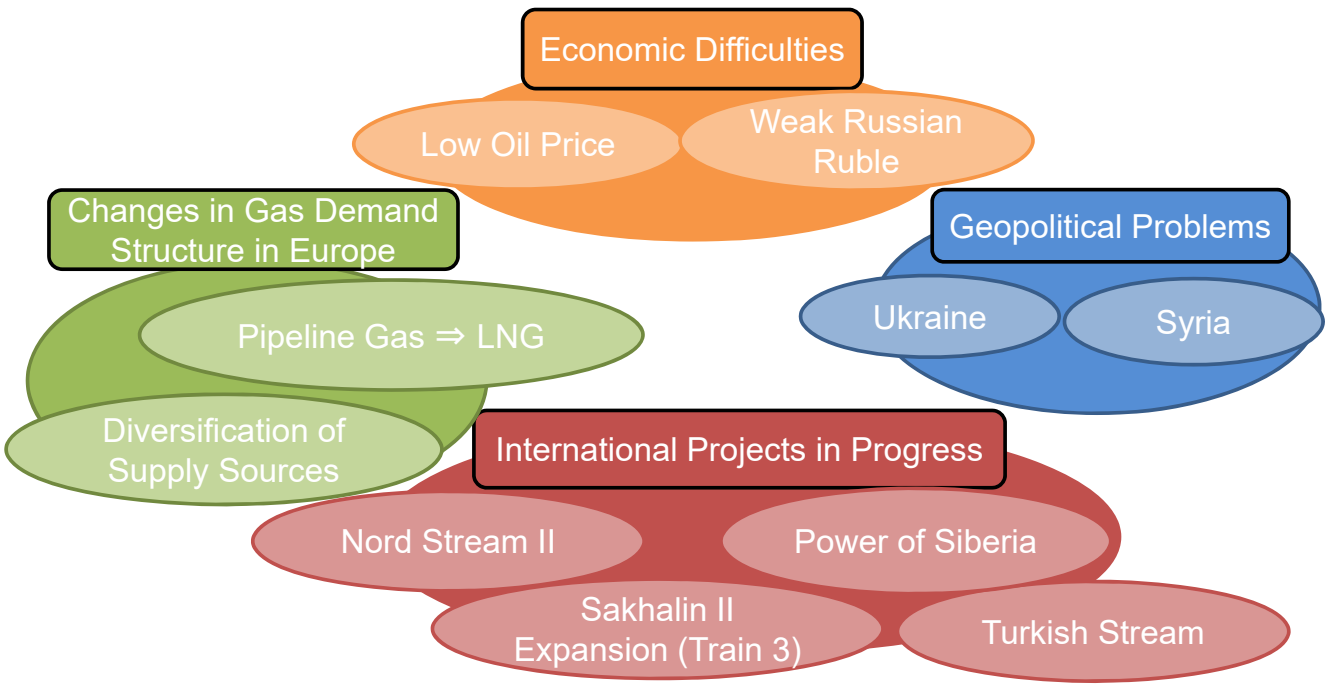 Economic Difficulties
Low Oil Price
Weak Russian
Ruble
Changes in Gas Demand
Structure in Europe
Pipeline Gas ⇒ LNG
Diversification of
Supply Sources
Geopolitical Problems
Ukraine
Syria
International Projects in Progress
Nord Stream II
Power of Siberia
Sakhalin II
Expansion (Train 3)
Turkish Stream